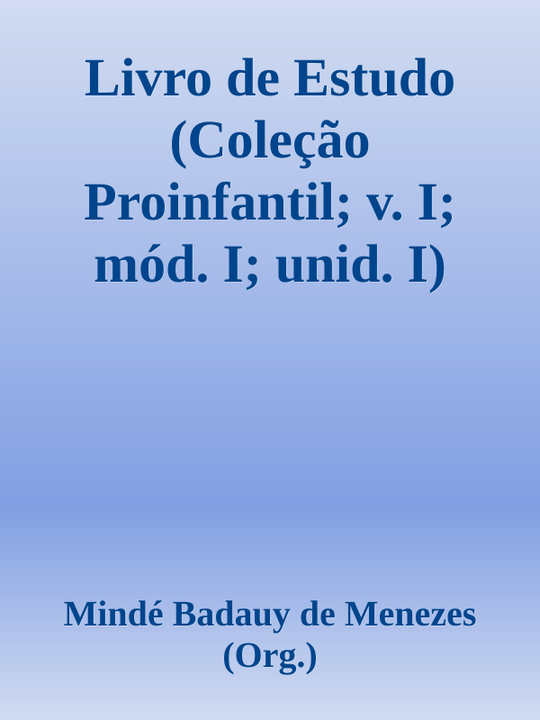 Livro de Estudo
(Coleção
Proinfantil; v. I;
mód. I; unid. I)
Mindé Badauy de Menezes
(Org.)